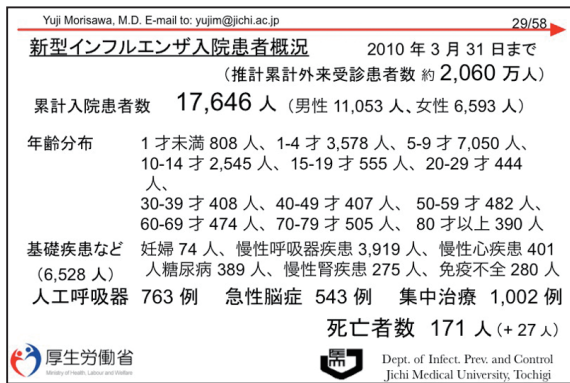 Yuji Morisawa, M.D. E-mail to: yujim@jichi.ac.jp
29/58
新型インフルエンザ入院患者概況 2010 年 3 月 31 日まで
(推計累計外来受診患者数 約 2,060 万人)
累計入院患者数 17,646 人 (男性 11,053 人、女性 6,593 人)
年齢分布 1 才未満 808 人、1-4 才 3,578 人、5-9 才 7,050 人、
10-14 才 2,545 人、15-19 才 555 人、20-29 才 444
人、
30-39 才 408 人、40-49 才 407 人、 50-59 才 482 人、
60-69 才 474 人、70-79 才 505 人、 80 才以上 390 人
基礎疾患など 妊婦 74 人、慢性呼吸器疾患 3,919 人、慢性心疾患 401
(6,528 人) 人糖尿病 389 人、慢性腎疾患 275 人、免疫不全 280 人
人工呼吸器 763 例 急性脳症 543 例 集中治療 1,002 例
死亡者数 171 人 (+ 27 人)
厚生労働省
Ministry of Health, Labour and Welfare
Dept. of Infect. Prev. and Control
Jichi Medical University, Tochigi